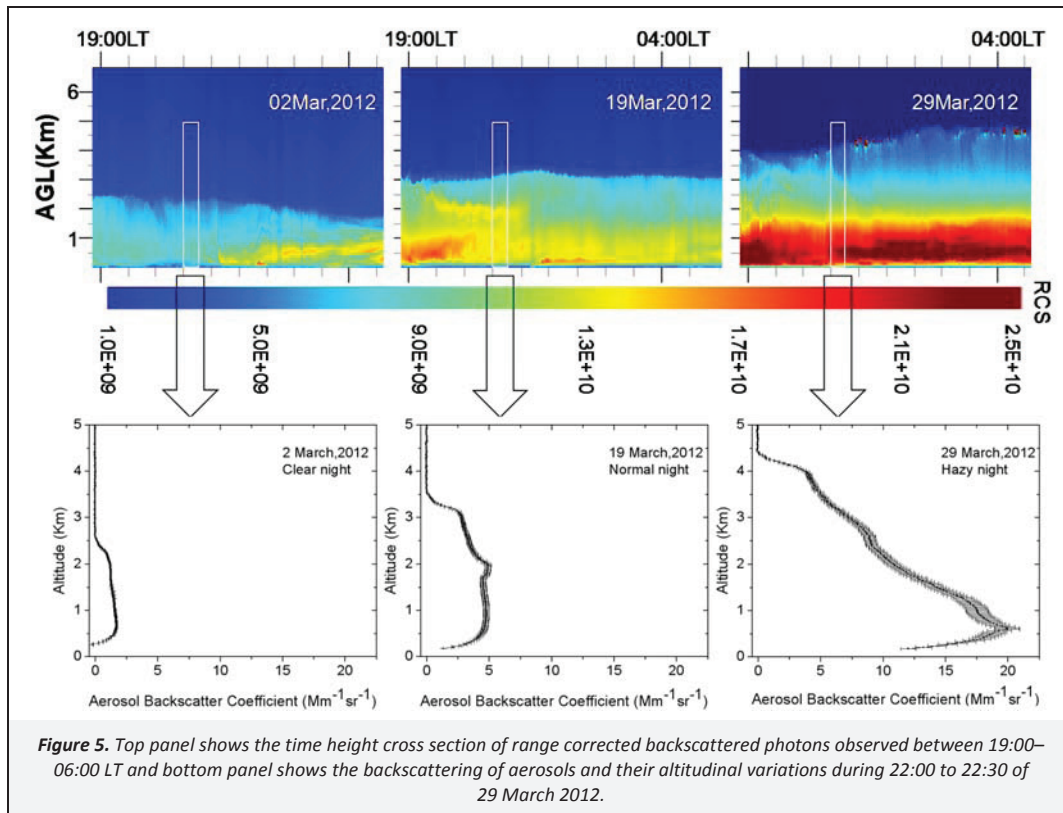 19:00LT 19:00LT 04:00LT 04:00LT
AGL(Km)
6
1
02Mar,2012
19Mar,2012
29Mar,2012
RCS
1.0E+09 5.0E+09 9.0E+09 1.3E+10 1.7E+10 2.1E+10 2.5E+10
Altitude (Km)
5
4
3
2
1
0
2 March,2012
Clear night
0 5 10 15 20
Aerosol Backscatter Coefficient (Mm⁻¹sr⁻¹)
Altitude (Km)
5
4
3
2
1
0
19 March,2012
Normal night
0 5 10 15 20
Aerosol Backscatter Coefficient (Mm⁻¹sr⁻¹)
Altitude (Km)
5
4
3
2
1
0
29 March,2012
Hazy night
0 5 10 15 20
Aerosol Backscatter Coefficient (Mm⁻¹sr⁻¹)
Figure 5. Top panel shows the time height cross section of range corrected backscattered photons observed between 19:00–
06:00 LT and bottom panel shows the backscattering of aerosols and their altitudinal variations during 22:00 to 22:30 of
29 March 2012.